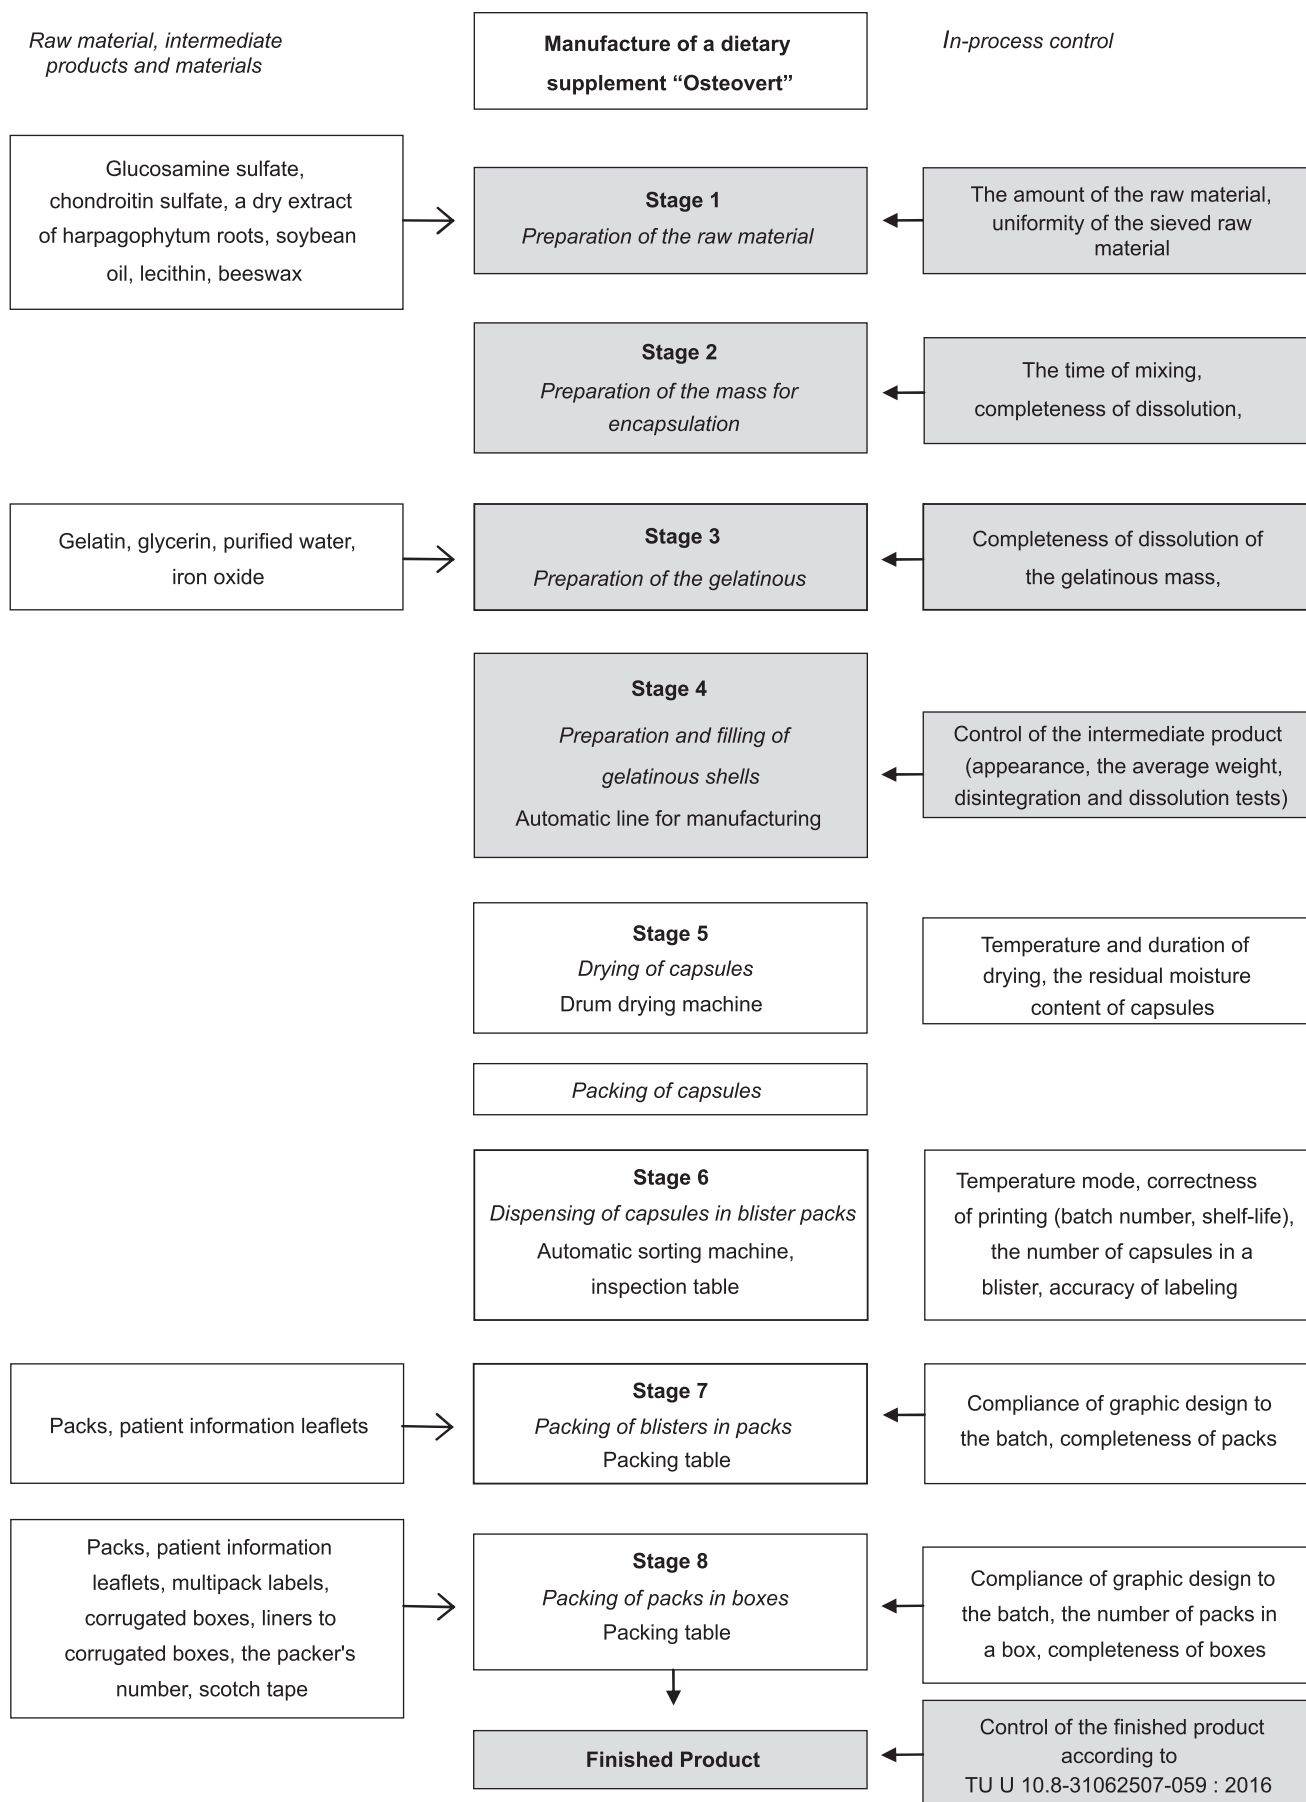 Raw material, intermediate
products and materials
Manufacture of a dietary
supplement “Osteovert”
In-process control
Glucosamine sulfate,
chondroitin sulfate, a dry extract
of harpagophytum roots, soybean
oil, lecithin, beeswax
Stage 1
Preparation of the raw material
The amount of the raw material,
uniformity of the sieved raw
material
Stage 2
Preparation of the mass for
encapsulation
The time of mixing,
completeness of dissolution,
Gelatin, glycerin, purified water,
iron oxide
Stage 3
Preparation of the gelatinous
Completeness of dissolution of
the gelatinous mass,
Stage 4
Preparation and filling of
gelatinous shells
Automatic line for manufacturing
Control of the intermediate product
(appearance, the average weight,
disintegration and dissolution tests)
Stage 5
Drying of capsules
Drum drying machine
Temperature and duration of
drying, the residual moisture
content of capsules
Packing of capsules
Stage 6
Dispensing of capsules in blister packs
Automatic sorting machine,
inspection table
Temperature mode, correctness
of printing (batch number, shelf-life),
the number of capsules in a
blister, accuracy of labeling
Packs, patient information leaflets
Stage 7
Packing of blisters in packs
Packing table
Compliance of graphic design to
the batch, completeness of packs
Packs, patient information
leaflets, multipack labels,
corrugated boxes, liners to
corrugated boxes, the packer's
number, scotch tape
Stage 8
Packing of packs in boxes
Packing table
Compliance of graphic design to
the batch, the number of packs in
a box, completeness of boxes
Finished Product
Control of the finished product
according to
TU U 10.8-31062507-059 : 2016